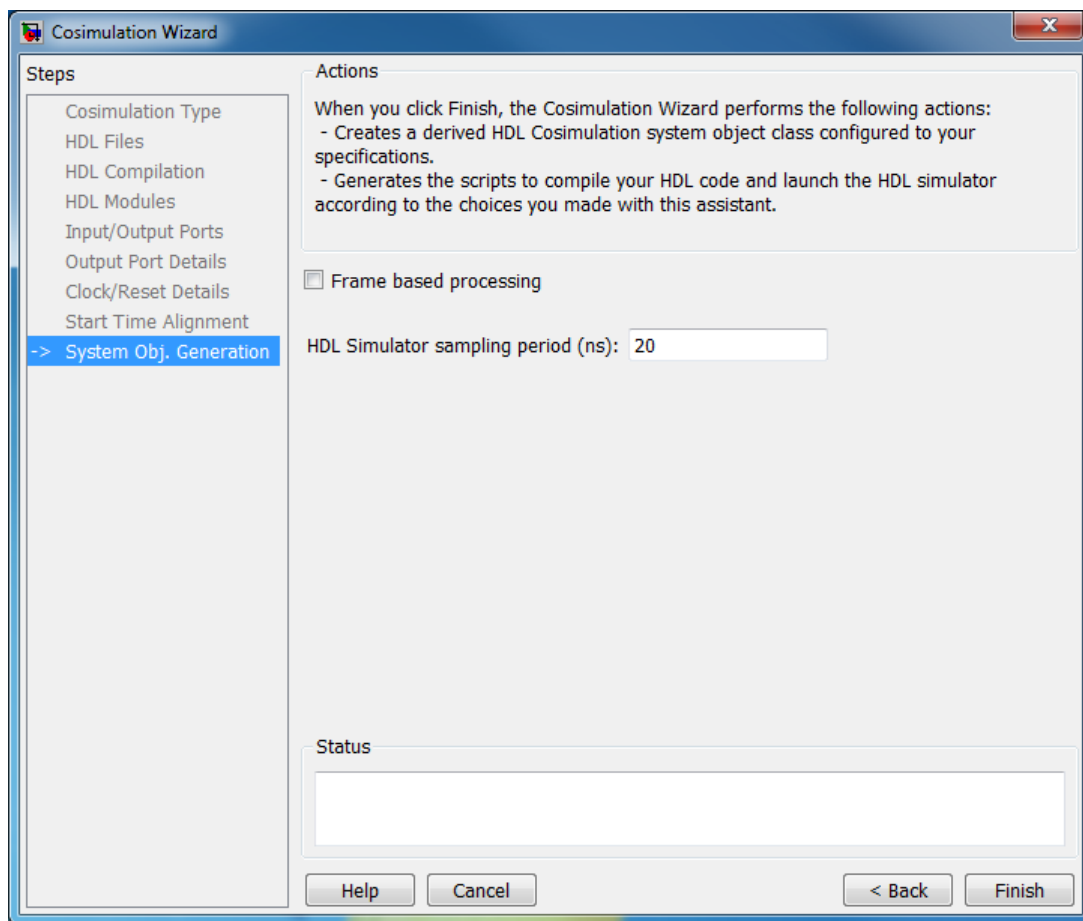 Cosimulation Wizard
Steps
Cosimulation Type
HDL Files
HDL Compilation
HDL Modules
Input/Output Ports
Output Port Details
Clock/Reset Details
Start Time Alignment
-> System Obj. Generation
Actions
When you click Finish, the Cosimulation Wizard performs the following actions:
- Creates a derived HDL Cosimulation system object class configured to your
specifications.
- Generates the scripts to compile your HDL code and launch the HDL simulator
according to the choices you made with this assistant.
Frame based processing
HDL Simulator sampling period (ns): 20
Status
Help Cancel < Back Finish